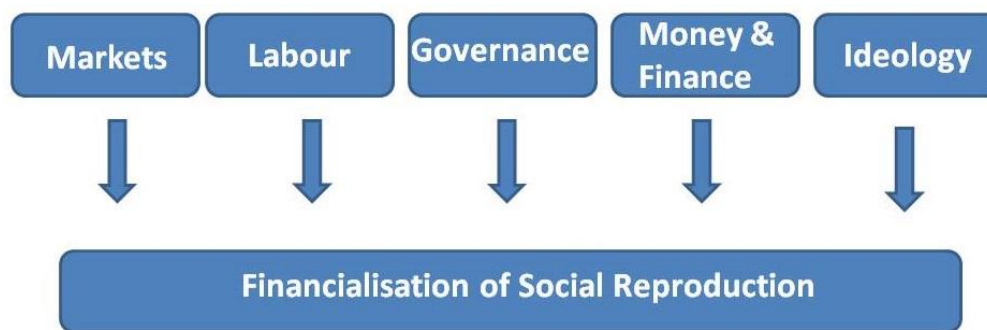 Markets
Labour
Governance
Money &
Finance
Ideology
Financialisation of Social Reproduction